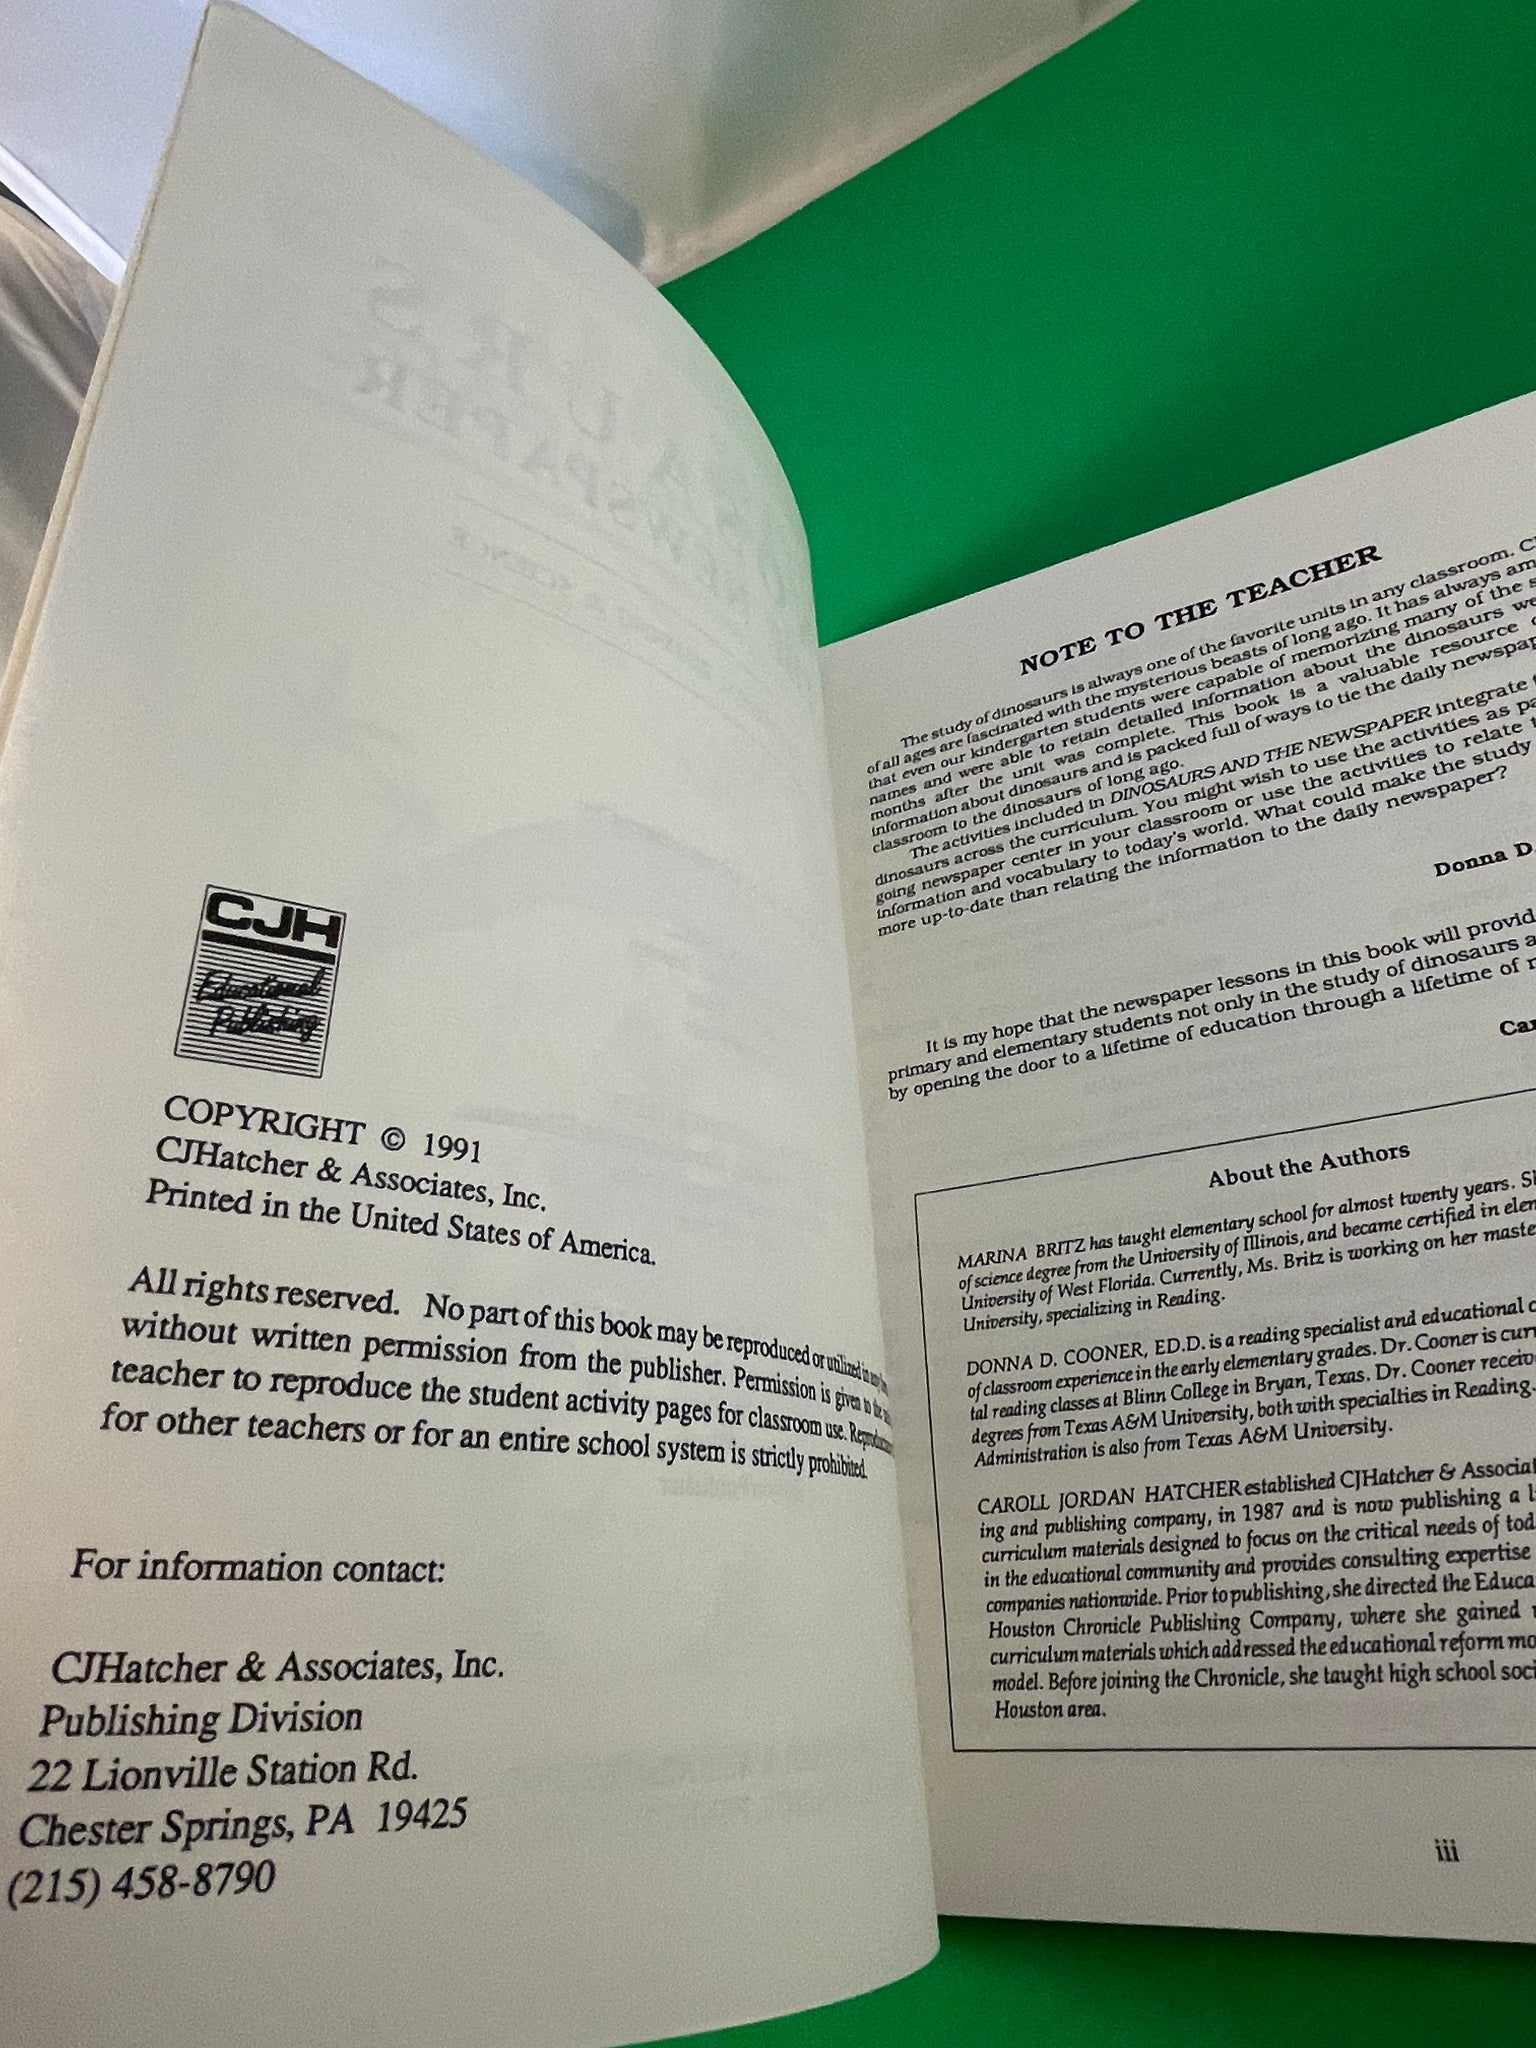 CJH
Educational
Publishing
COPYRIGHT © 1991
CJHatcher & Associates, Inc.
Printed in the United States of America.
All rights reserved. No part of this book may be reproduced or utilized in any
without written permission from the publisher. Permission is given to the
teacher to reproduce the student activity pages for classroom use.
for other teachers or for an entire school system is strictly prohibited.
For information contact:
CJHatcher & Associates, Inc.
Publishing Division
22 Lionville Station Rd.
Chester Springs, PA 19425
(215) 458-8790
NOTE TO THE TEACHER
The study of dinosaurs is always one of the favorite units in any classroom.
of all ages are fascinated with the mysterious beasts of long ago. It has always
that even our kindergarten students were capable of memorizing many of the
names and were able to retain detailed information about the dinosaurs
months after the unit was complete. This book is a valuable resource
information about dinosaurs and is packed full of ways to tie the daily
classroom to the dinosaurs of long ago.
The activities included in DINOSAURS AND THE NEWSPAPER integrate
dinosaurs across the curriculum. You might wish to use the activities as
going newspaper center in your classroom or use the activities to relate
information and vocabulary to today's world. What could make the study
more up-to-date than relating the information to the daily newspaper?
Donna D.
It is my hope that the newspaper lessons in this book will
primary and elementary students not only in the study of dinosaurs
by opening the door to a lifetime of education through a lifetime of
About the Authors
MARINA BRITZ has taught elementary school for almost twenty years.
of science degree from the University of Illinois, and became certified in
University of West Florida. Currently, Ms. Britz is working on her
University, specializing in Reading.
DONNA D. COONER, ED.D. is a reading specialist and educational
of classroom experience in the early elementary grades. Dr. Cooner is
tal reading classes at Blinn College in Bryan, Texas. Dr. Cooner
degrees from Texas A&M University, both with specialties in Reading.
Administration is also from Texas A&M University.
CAROLL JORDAN HATCHER established CJHatcher &
ing and publishing company, in 1987 and is now publishing a
curriculum materials designed to focus on the critical needs of
in the educational community and provides consulting expertise
companies nationwide. Prior to publishing, she directed the
Houston Chronicle Publishing Company, where she gained
curriculum materials which addressed the educational reform
model. Before joining the Chronicle, she taught high school
Houston area.
iii